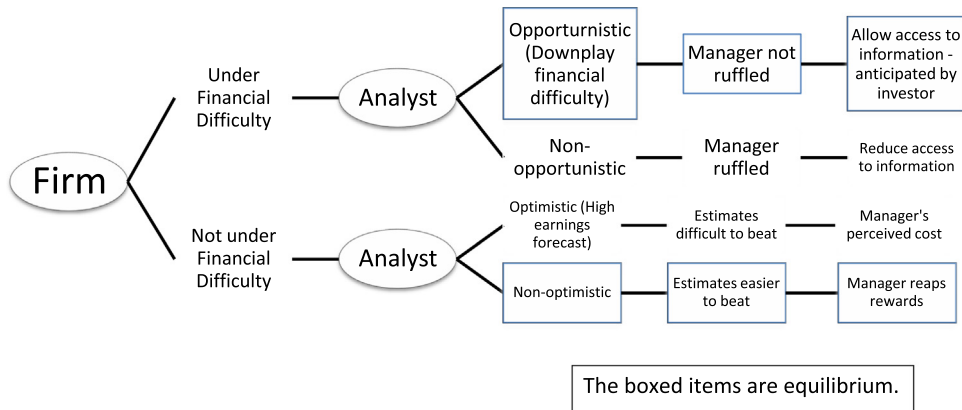 Firm
Under
Financial
Difficulty
Analyst
Opporturnistic
(Downplay
financial
difficulty)
Manager not
ruffled
Allow access to
information -
anticipated by
investor
Non-
opportunistic
Manager
ruffled
Reduce access
to information
Not under
Financial
Difficulty
Analyst
Optimistic (High
earnings
forecast)
Estimates
difficult to beat
Manager's
perceived cost
Non-optimistic
Estimates easier
to beat
Manager reaps
rewards
The boxed items are equilibrium.